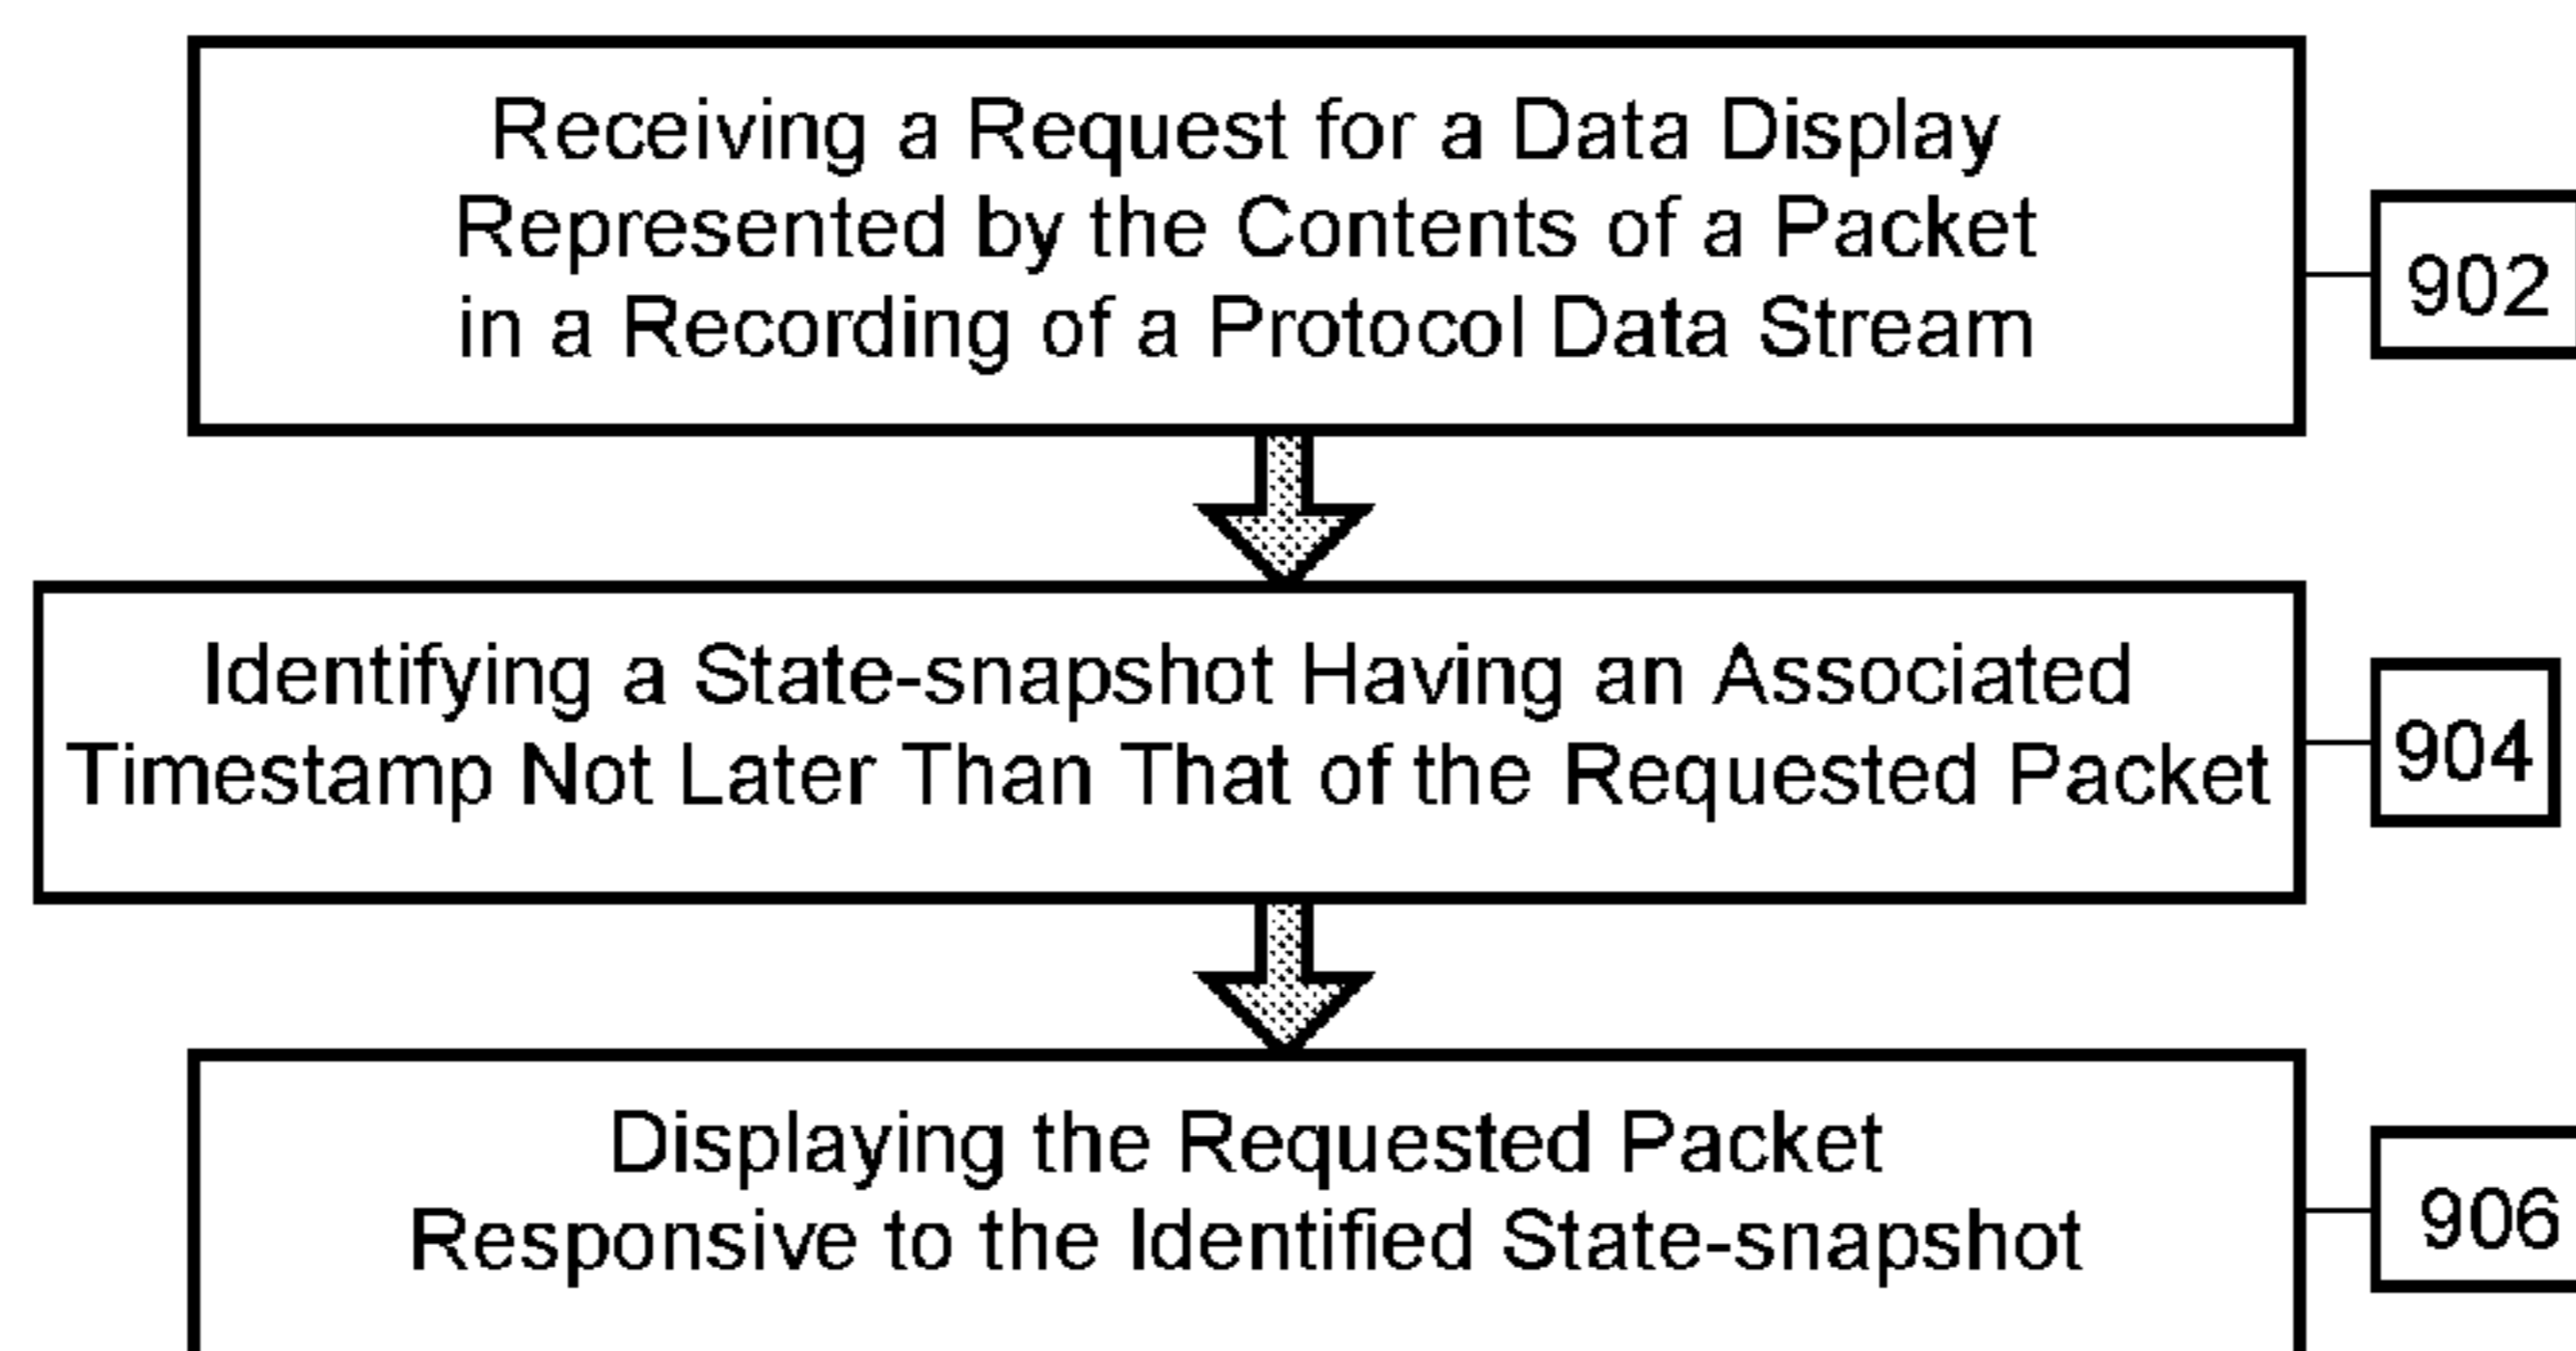 Receiving a Request for a Data Display
Represented by the Contents of a Packet
in a Recording of a Protocol Data Stream
902
Identifying a State-snapshot Having an Associated
Timestamp Not Later Than That of the Requested Packet
904
Displaying the Requested Packet
Responsive to the Identified State-snapshot
906